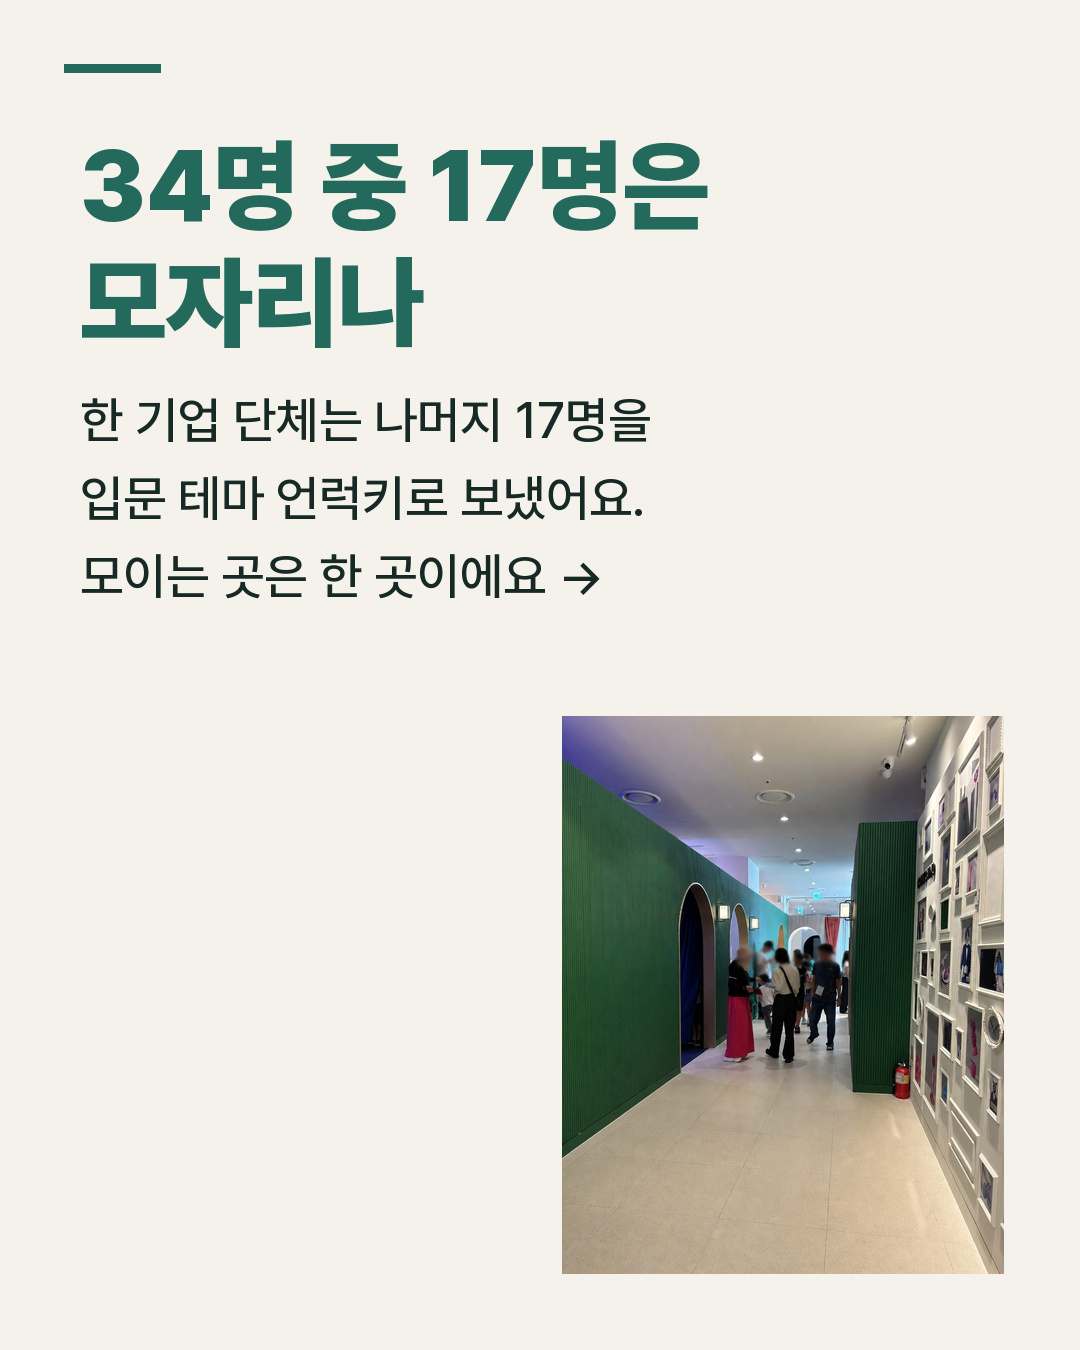 34명 중 17명은
모자리나
한 기업 단체는 나머지 17명을
입문 테마 언럭키로 보냈어요.
모이는 곳은 한 곳이에요 →